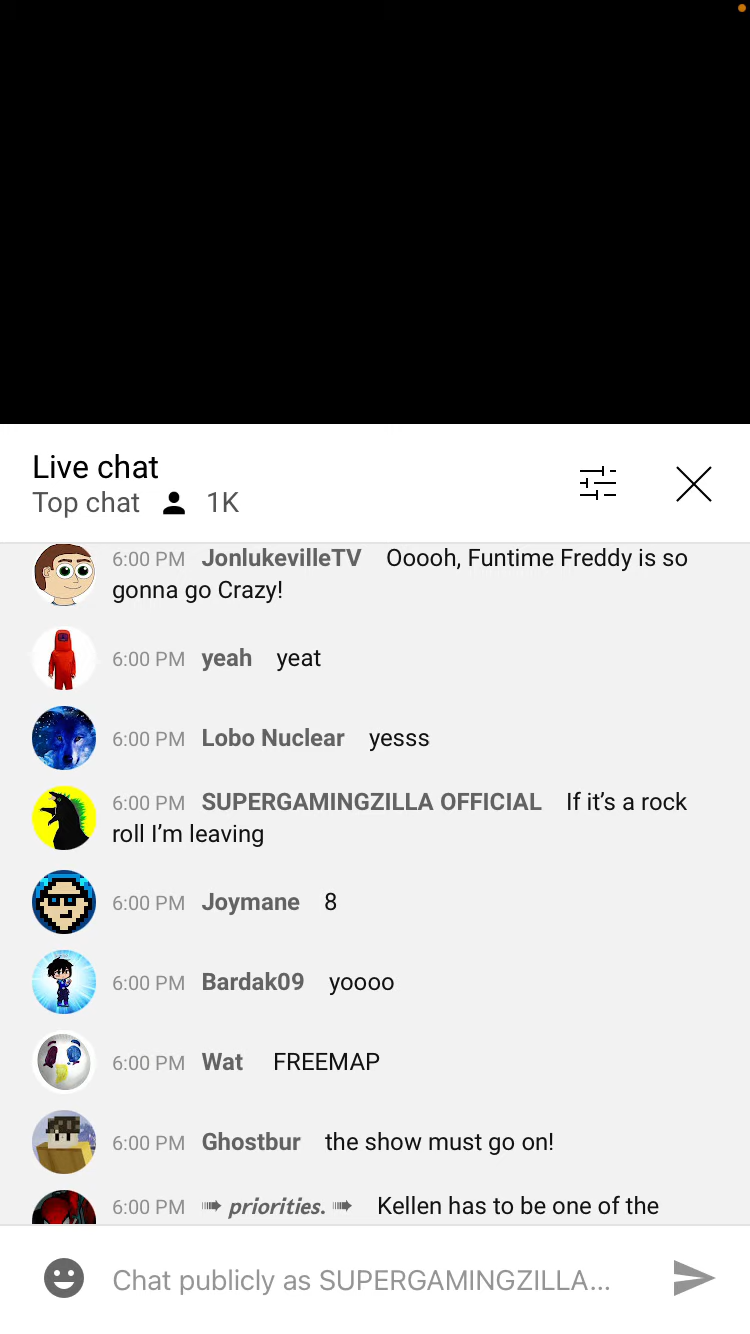 Live chat
Top chat 1K
6:00 PM JonlukevilleTV Ooooh, Funtime Freddy is so
gonna go Crazy!
6:00 PM yeah yeat
6:00 PM Lobo Nuclear yesss
6:00 PM SUPERGAMINGZILLA OFFICIAL If it’s a rock
roll I’m leaving
6:00 PM Joymane 8
6:00 PM Bardak09 yoooo
6:00 PM Wat FREEMAP
6:00 PM Ghostbur the show must go on!
6:00 PM ➠ priorities. ➠ Kellen has to be one of the
Chat publicly as SUPERGAMINGZILLA...